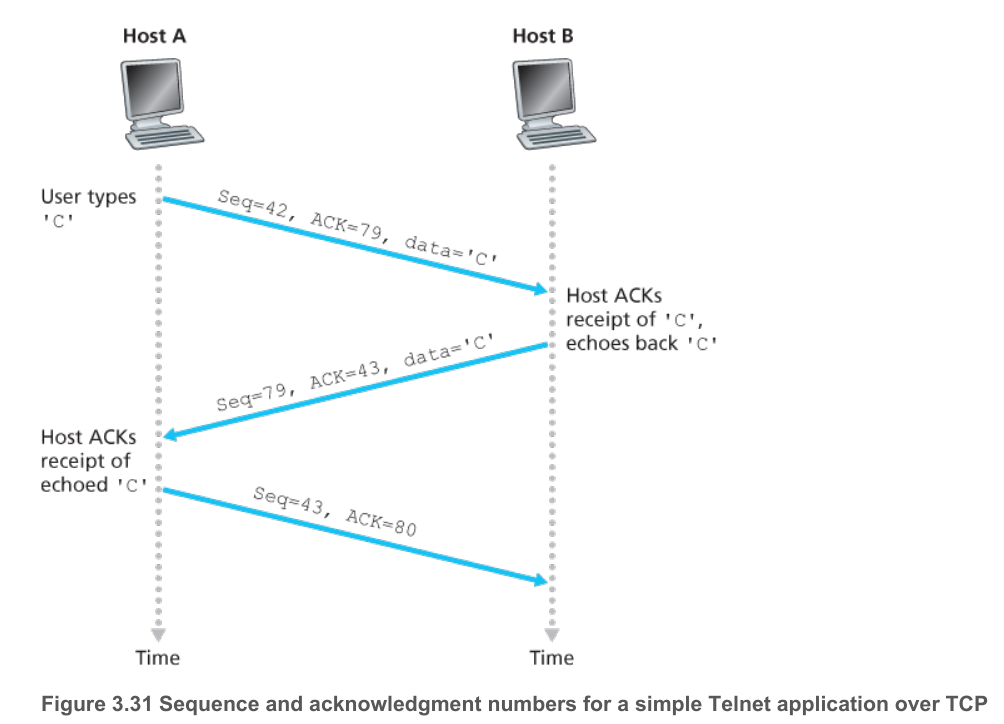 Host A
Host B
User types
'C'
Seq=42, ACK=79, data='C'
Host ACKs
receipt of 'C',
echoes back 'C'
Seq=79, ACK=43, data='C'
Host ACKs
receipt of
echoed 'C'
Seq=43, ACK=80
Time
Time
Figure 3.31 Sequence and acknowledgment numbers for a simple Telnet application over TCP